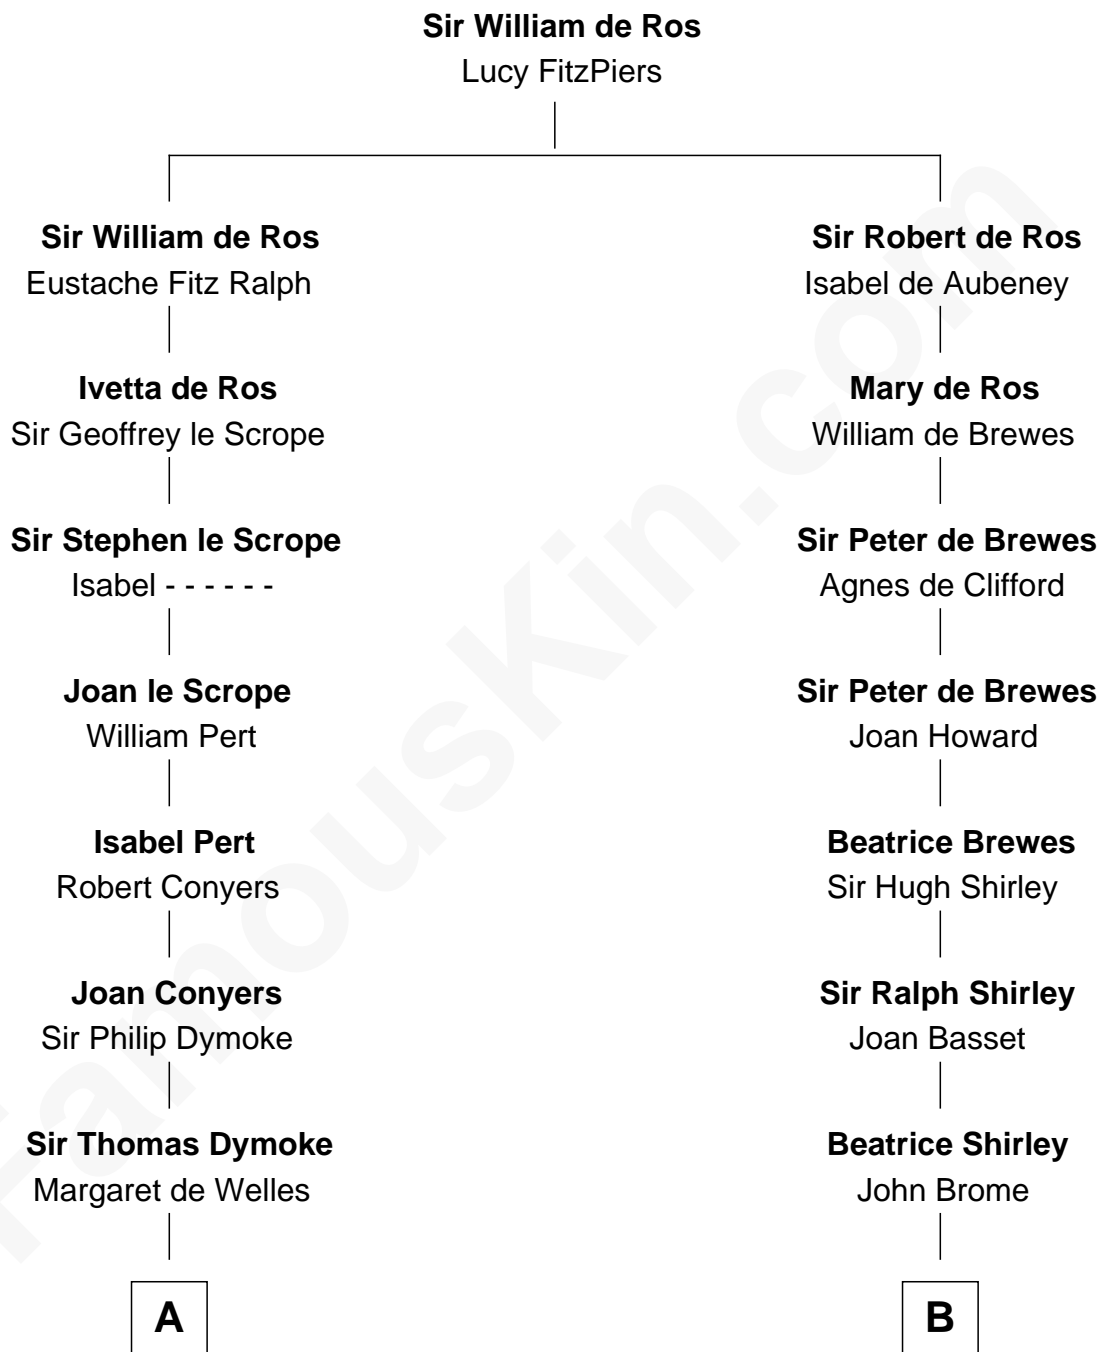 Sir William de Ros
Lucy FitzPiers
Sir William de Ros
Eustache Fitz Ralph
Ivetta de Ros
Sir Geoffrey le Scrope
Sir Stephen le Scrope
Isabel - - - - - -
Joan le Scrope
William Pert
Isabel Pert
Robert Conyers
Joan Conyers
Sir Philip Dymoke
Sir Thomas Dymoke
Margaret de Welles
A
Sir Robert de Ros
Isabel de Aubeney
Mary de Ros
William de Brewes
Sir Peter de Brewes
Agnes de Clifford
Sir Peter de Brewes
Joan Howard
Beatrice Brewes
Sir Hugh Shirley
Sir Ralph Shirley
Joan Basset
Beatrice Shirley
John Brome
B
FamousKin.com